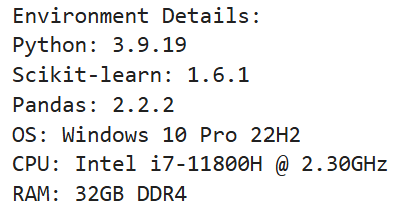 Environment Details:
Python: 3.9.19
Scikit-learn: 1.6.1
Pandas: 2.2.2
OS: Windows 10 Pro 22H2
CPU: Intel i7-11800H @ 2.30GHz
RAM: 32GB DDR4